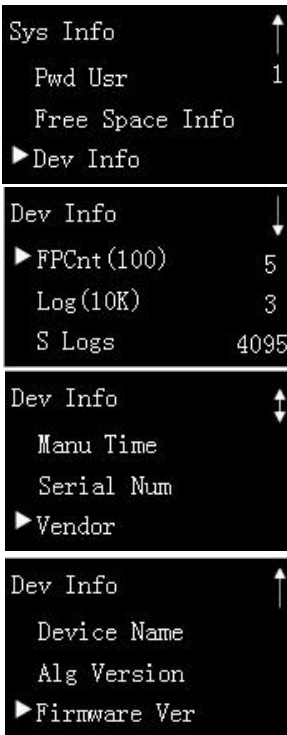 Sys Info
Pwd Usr 1
Free Space Info
Dev Info
Dev Info
FPCnt(100) 5
Log(10K) 3
S Logs 4095
Dev Info
Manu Time
Serial Num
Vendor
Dev Info
Device Name
Alg Version
Firmware Ver